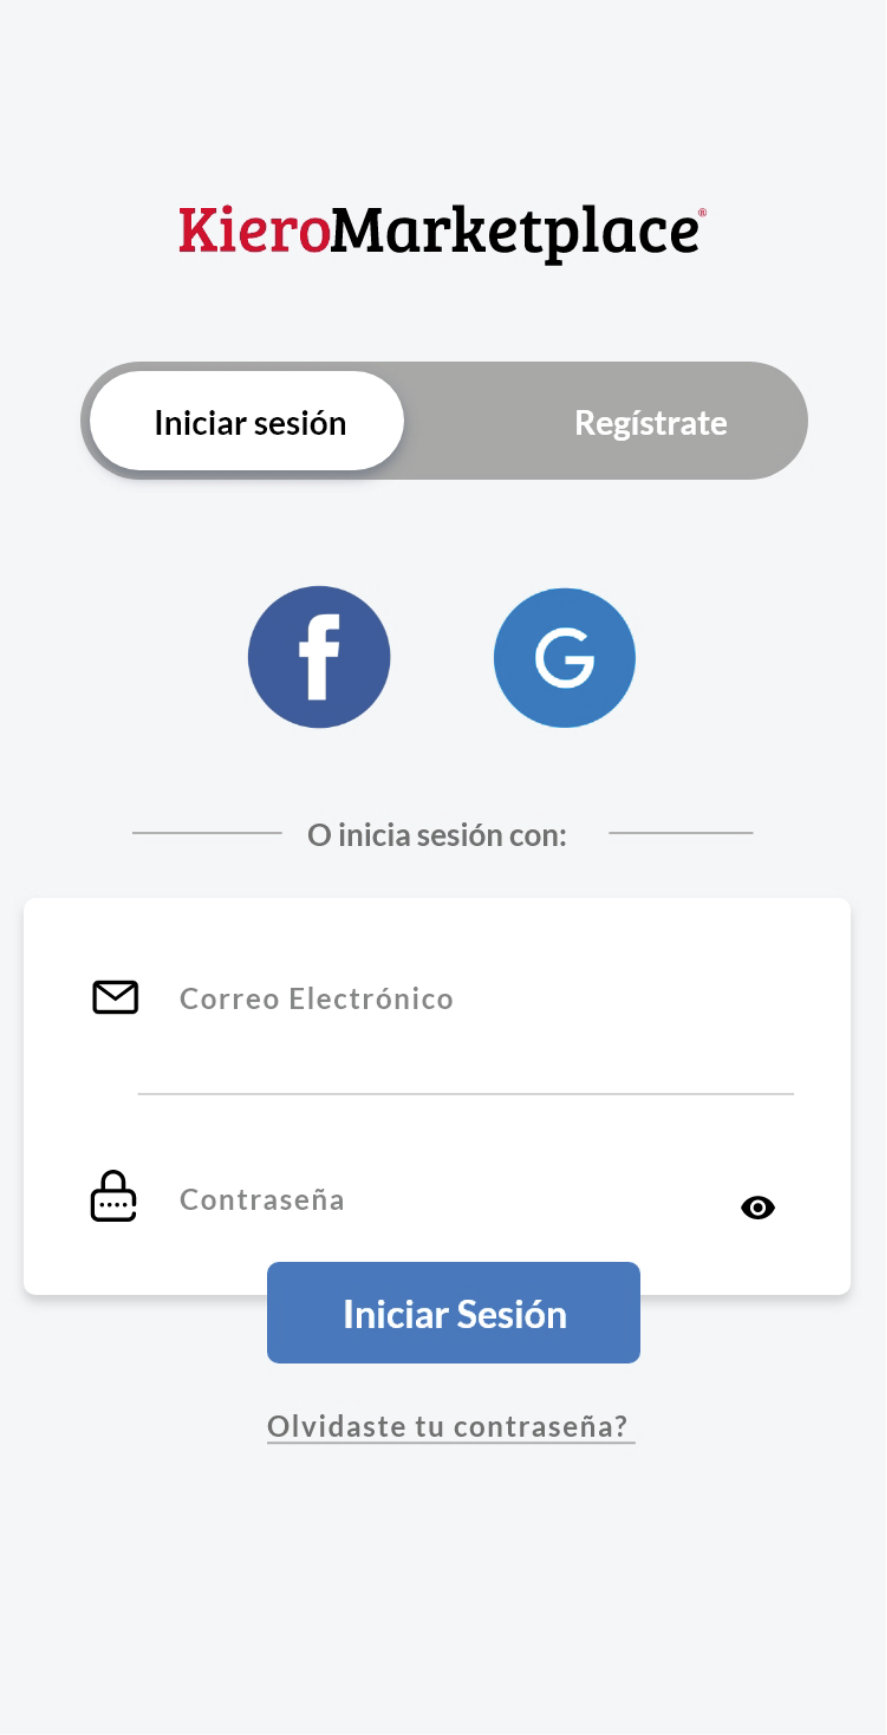 KieroMarketplace®
Iniciar sesión Regístrate
f G
O inicia sesión con:
Correo Electrónico
Contraseña
Iniciar Sesión
Olvidaste tu contraseña?